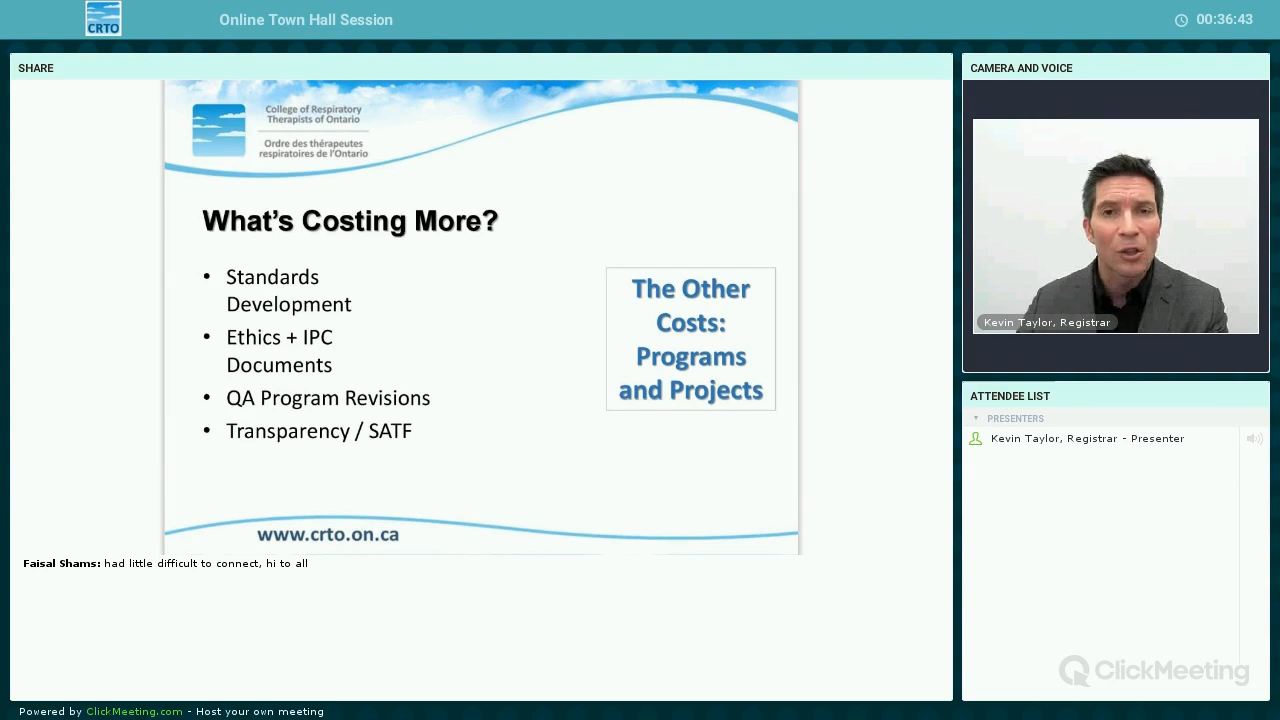 CRTO
Online Town Hall Session
00:36:43
SHARE
College of Respiratory
Therapists of Ontario
Ordre des thérapeutes
respiratoires de l'Ontario
What's Costing More?
• Standards
Development
• Ethics + IPC
Documents
• QA Program Revisions
• Transparency / SATF
The Other
Costs:
Programs
and Projects
www.crto.on.ca
Faisal Shams: had little difficult to connect, hi to all
CAMERA AND VOICE
Kevin Taylor, Registrar
ATTENDEE LIST
PRESENTERS
Kevin Taylor, Registrar - Presenter
ClickMeeting
Powered by ClickMeeting.com - Host your own meeting